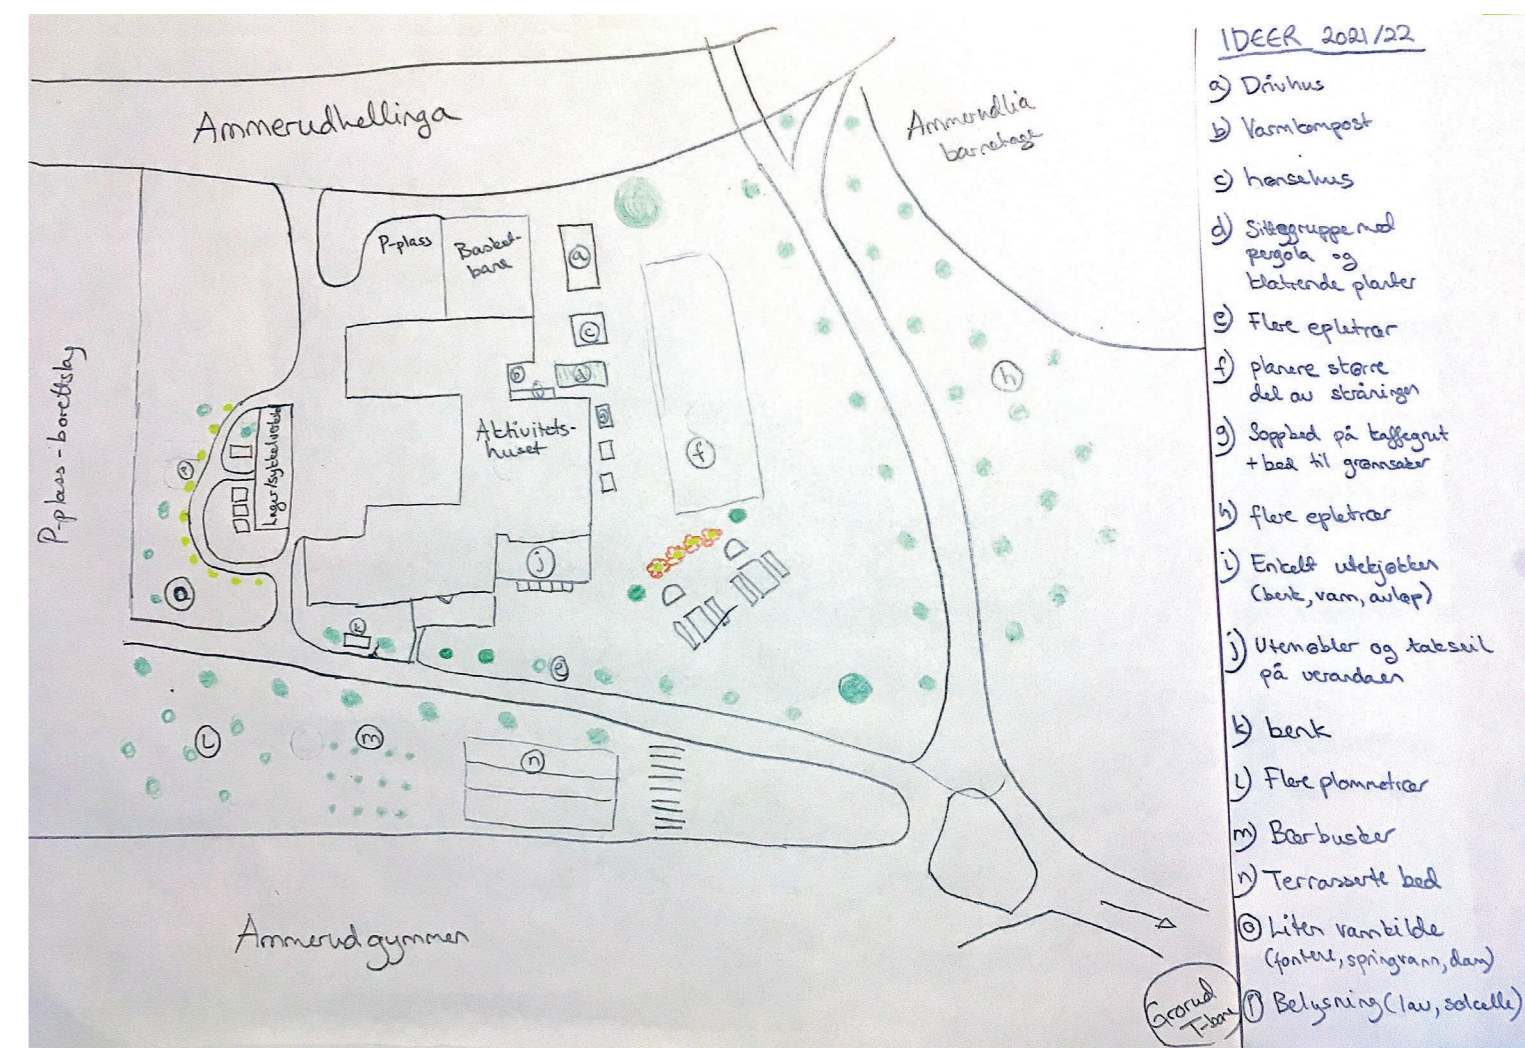 Ammerudhellinga
Ammerudlia
barnehage
P-plass
Basket-
bane
a
c
b
d
i
g
Aktivitets-
huset
f
h
P-plass - borettslag
Lager/sykkelverksted
j
k
e
L
m
n
Ammerudgymmen
Grorud
T-bane
IDEER 2021/22
a) Drivhus
b) Varmkompost
c) hønsehus
d) Sittegruppe med
pergola og
klatrende planter
e) Flere epletrær
f) planere større
del av skråningen
g) Soppbed på kaffegrut
+ bed til grønnsaker
h) flere epletrær
i) Enkelt utekjøkken
(benk, vann, avløp)
j) Utemøbler og takseil
på verandaen
k) benk
L) Flere plommetrær
m) Bærbusker
n) Terrasserte bed
o Liten vannkilde
(fontene, springvann, dam)
p Belysning (lav, solcelle)